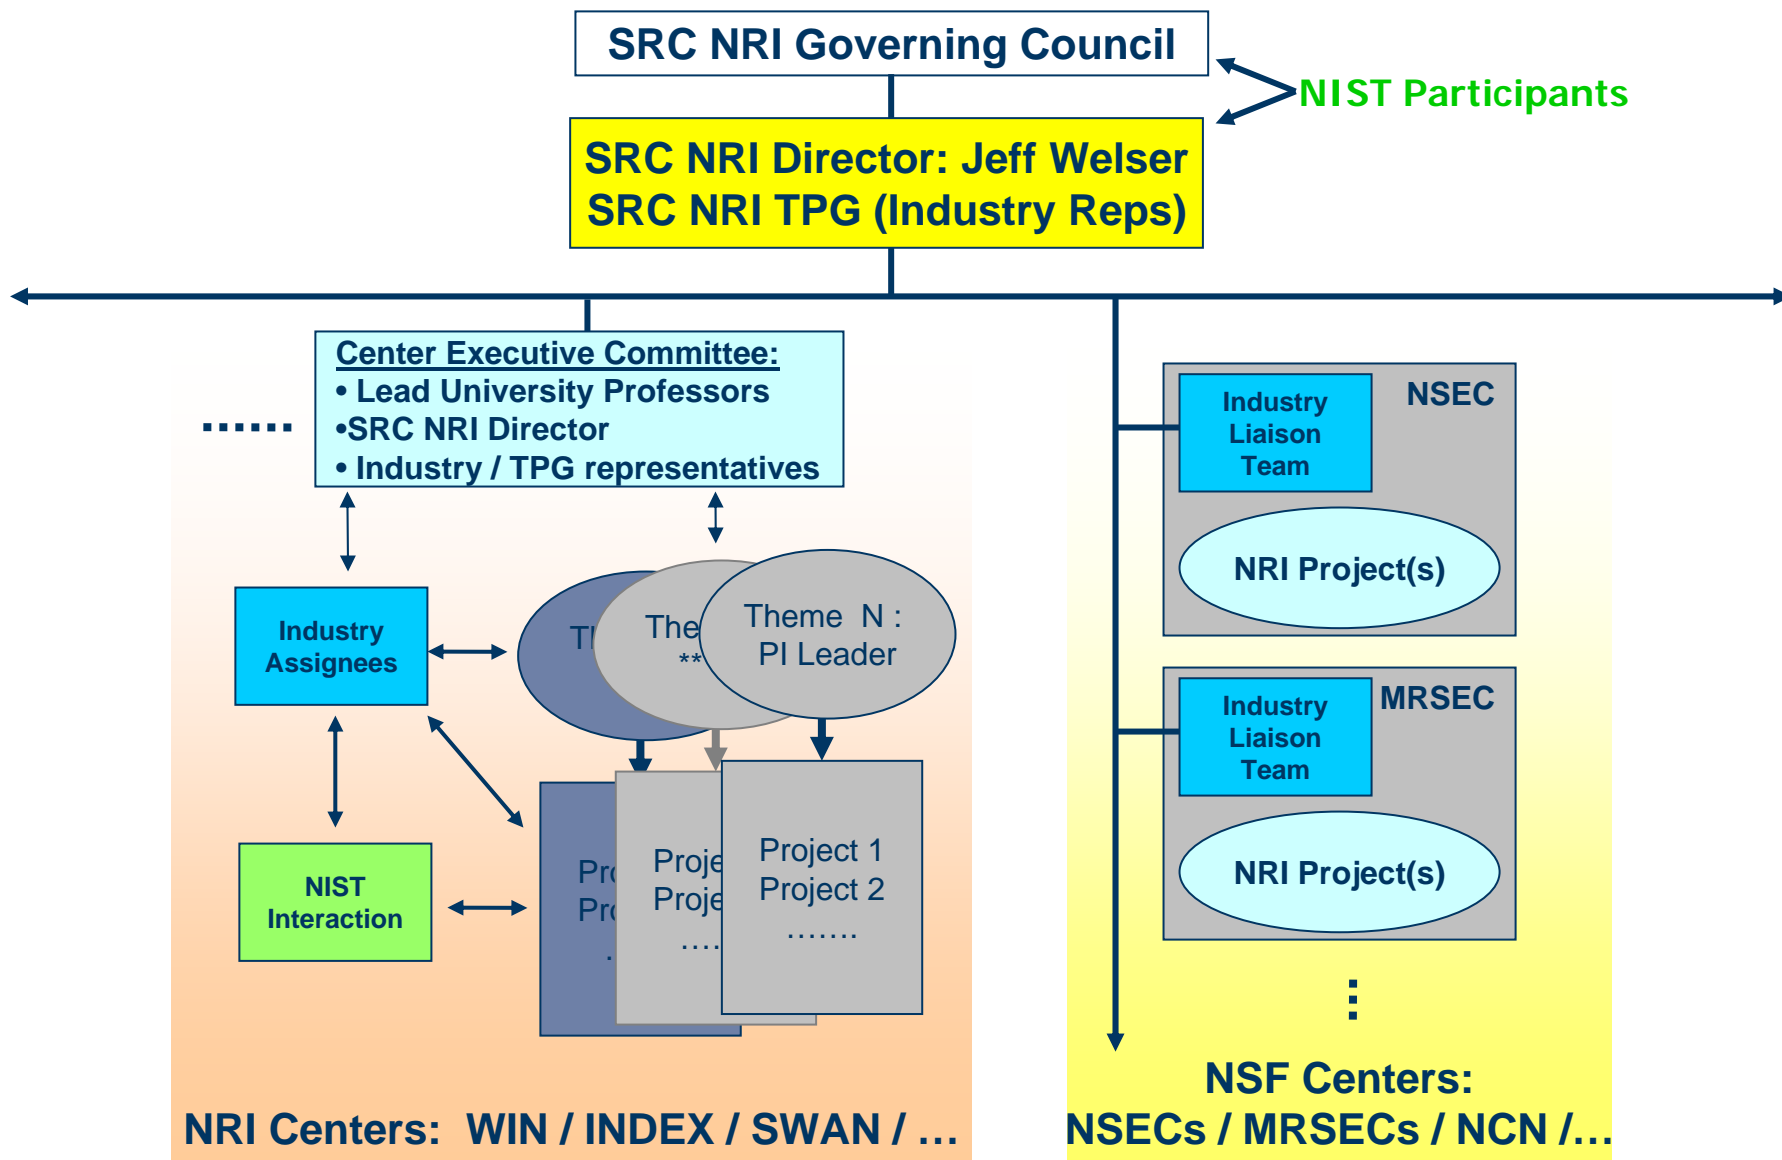 SRC NRI Governing Council
NIST Participants
SRC NRI Director: Jeff Welser
SRC NRI TPG (Industry Reps)
Center Executive Committee:
• Lead University Professors
•SRC NRI Director
• Industry / TPG representatives
......
Industry
Assignees
NIST
Interaction
**
Theme N :
PI Leader
Project 1
Project 2
.......
NSEC
Industry
Liaison
Team
NRI Project(s)
MRSEC
Industry
Liaison
Team
NRI Project(s)
NRI Centers: WIN / INDEX / SWAN / …
NSF Centers:
NSECs / MRSECs / NCN /…